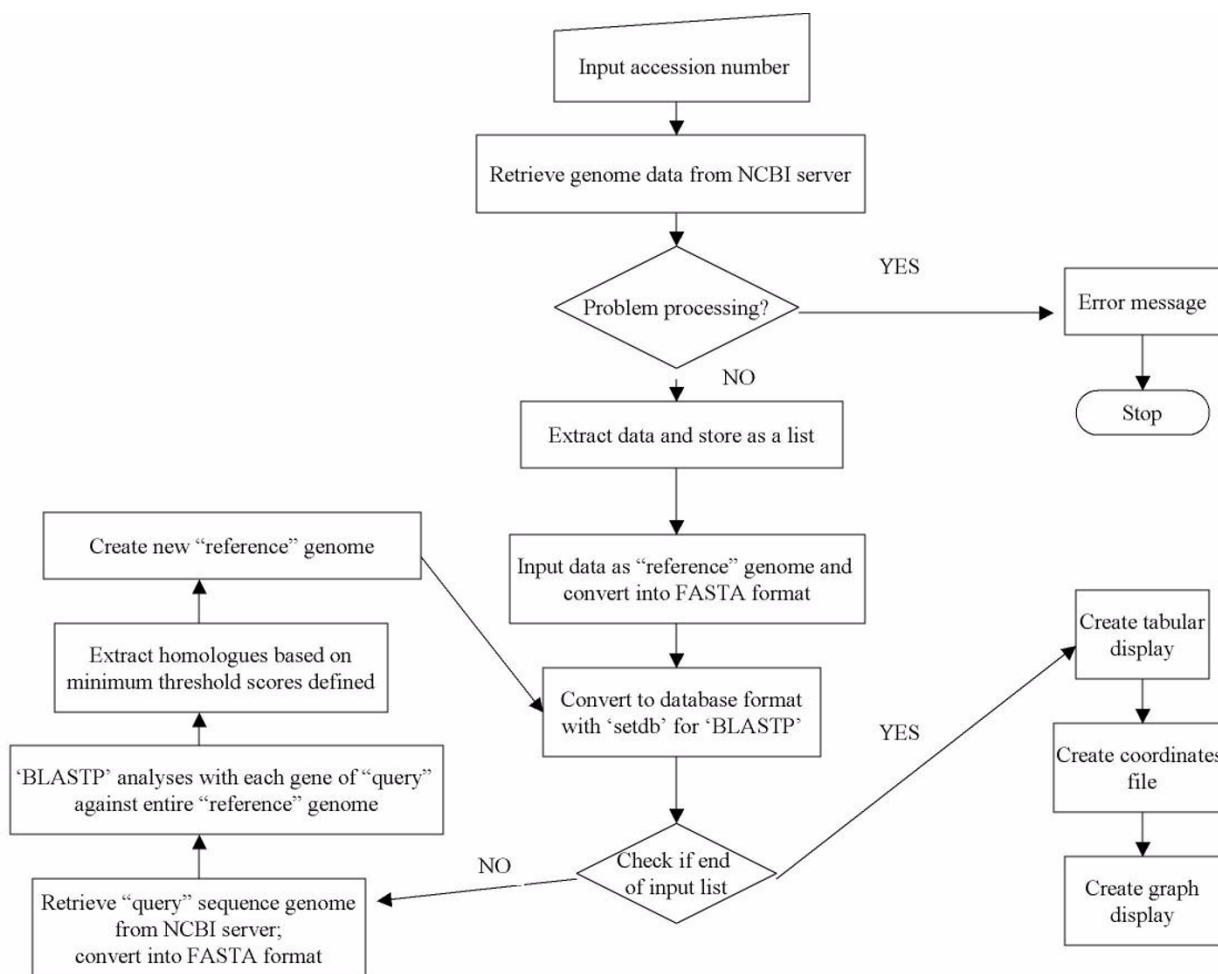 Input accession number
Retrieve genome data from NCBI server
Problem processing?
YES
Error message
Stop
NO
Extract data and store as a list
Input data as “reference” genome and
convert into FASTA format
Convert to database format
with ‘setdb’ for ‘BLASTP’
Check if end
of input list
NO
Retrieve “query” sequence genome
from NCBI server;
convert into FASTA format
‘BLASTP’ analyses with each gene of “query”
against entire “reference” genome
Extract homologues based on
minimum threshold scores defined
Create new “reference” genome
YES
Create tabular
display
Create coordinates
file
Create graph
display